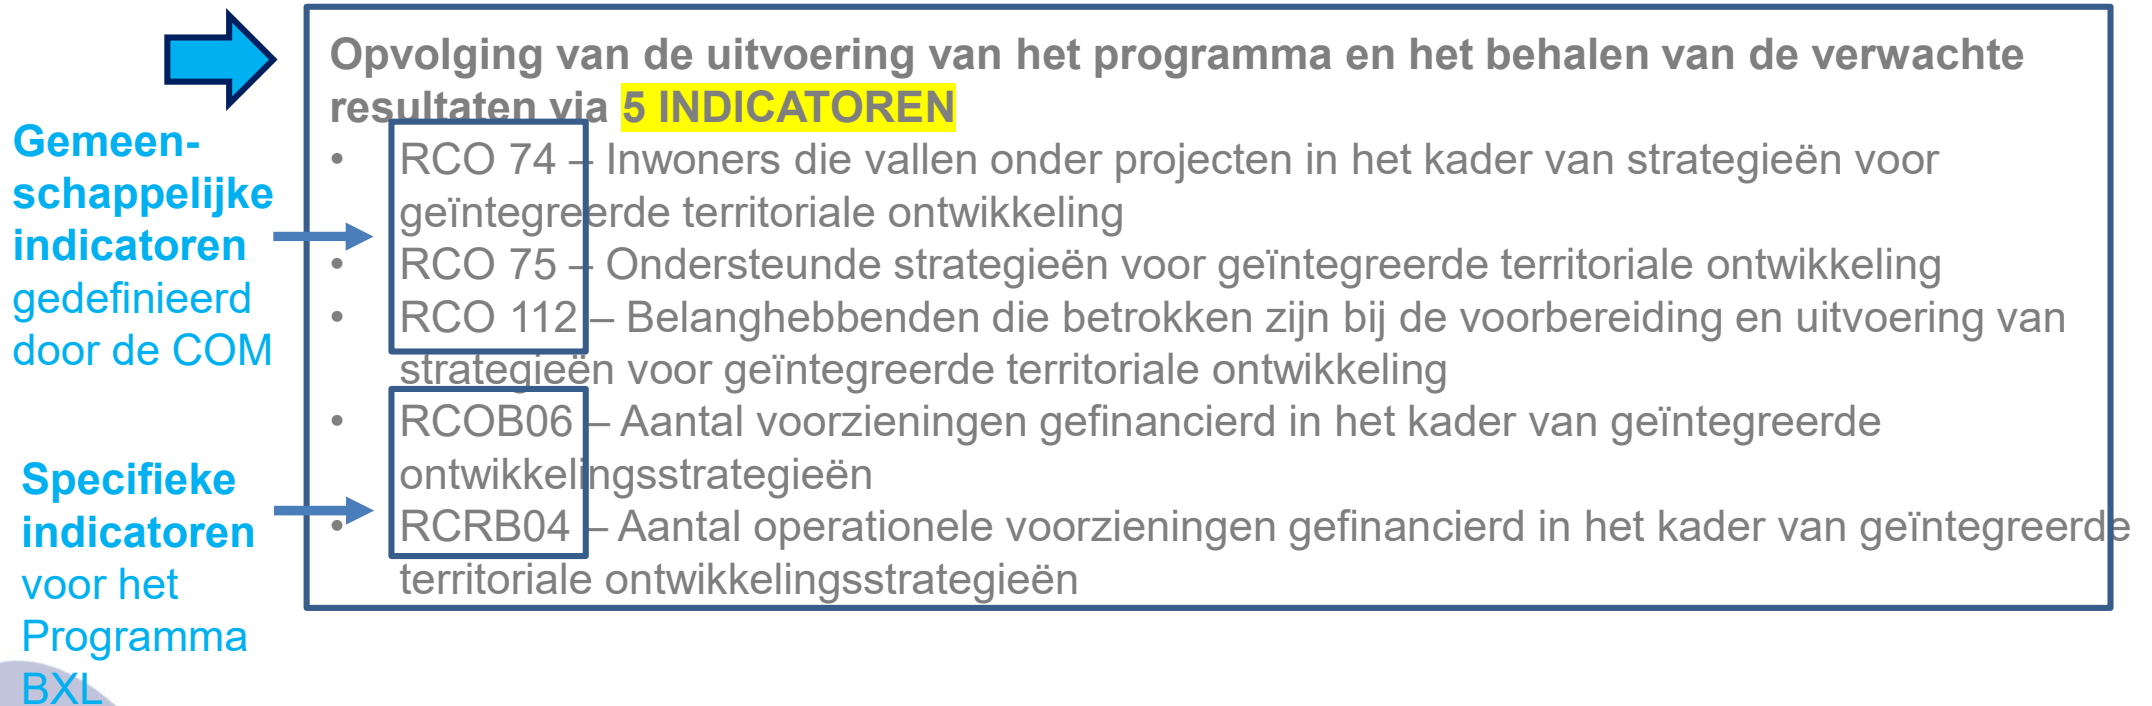 Opvolging van de uitvoering van het programma en het behalen van de verwachte
resultaten via 5 INDICATOREN
• RCO 74 – Inwoners die vallen onder projecten in het kader van strategieën voor
geïntegreerde territoriale ontwikkeling
• RCO 75 – Ondersteunde strategieën voor geïntegreerde territoriale ontwikkeling
• RCO 112 – Belanghebbenden die betrokken zijn bij de voorbereiding en uitvoering van
strategieën voor geïntegreerde territoriale ontwikkeling
• RCOB06 – Aantal voorzieningen gefinancierd in het kader van geïntegreerde
ontwikkelingsstrategieën
• RCRB04 – Aantal operationele voorzieningen gefinancierd in het kader van geïntegreerde
territoriale ontwikkelingsstrategieën
Gemeen-
schappelijke
indicatoren
gedefinieerd
door de COM
Specifieke
indicatoren
voor het
Programma
BXL